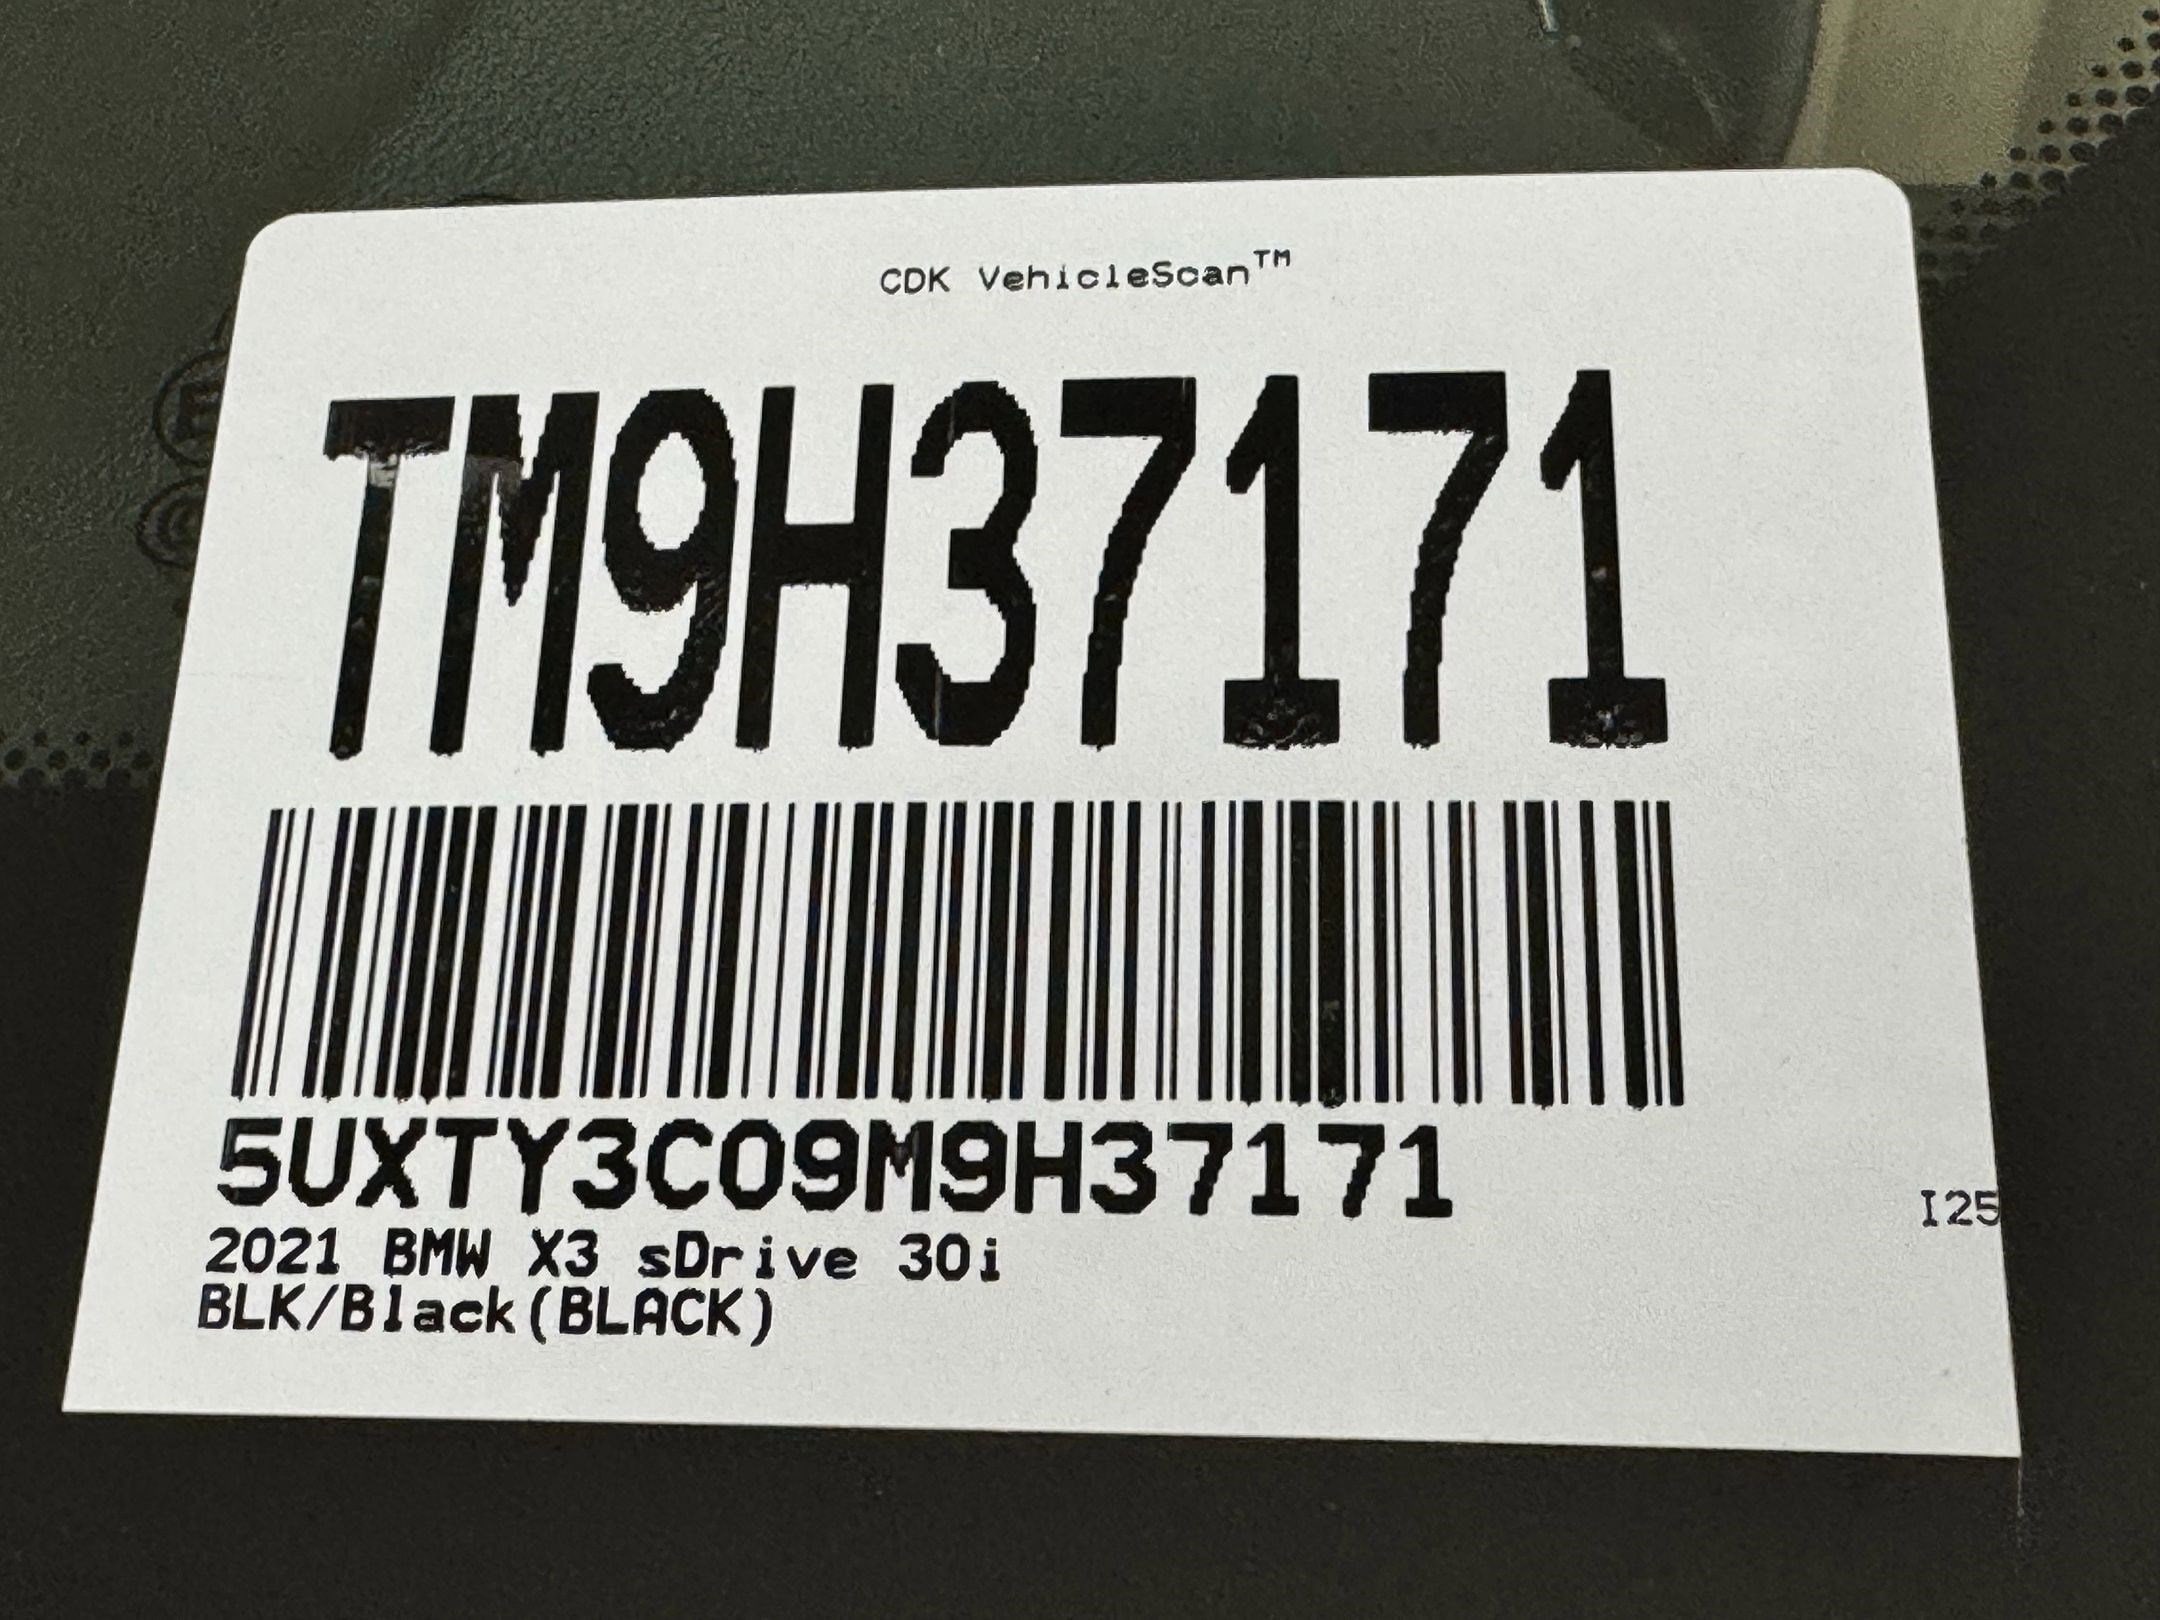 CDK VehicleScan™
TM9H37171
5UXTY3C09M9H37171
I25
2021 BMW X3 sDrive 30i
BLK/Black(BLACK)